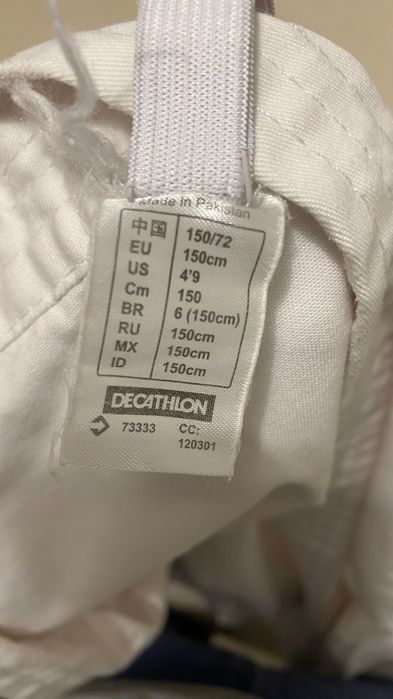 Made in Pakistan
中国 150/72
EU 150cm
US 4'9
Cm 150
BR 6 (150cm)
RU 150cm
MX 150cm
ID 150cm
DECATHLON
73333 CC:
120301